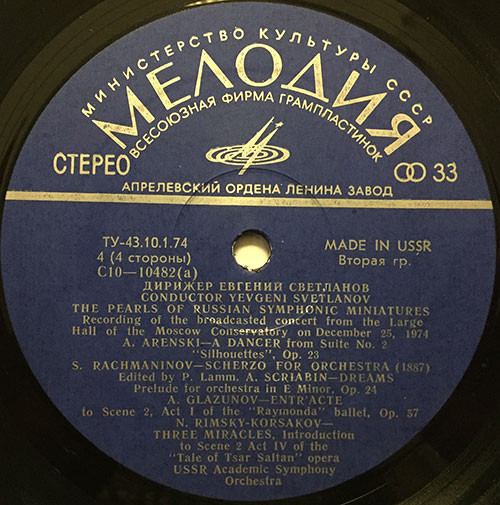 МИНИСТЕРСТВО КУЛЬТУРЫ СССР
МЕЛОДИЯ
ВСЕСОЮЗНАЯ ФИРМА ГРАМПЛАСТИНОК
СТЕРЕО
33
АПРЕЛЕВСКИЙ ОРДЕНА ЛЕНИНА ЗАВОД
ТУ-43.10.1.74
MADE IN USSR
4 (4 стороны)
Вторая гр.
С10—10482(а)
ДИРИЖЕР ЕВГЕНИЙ СВЕТЛАНОВ
CONDUCTOR YEVGENI SVETLANOV
THE PEARLS OF RUSSIAN SYMPHONIC MINIATURES
Recording of the broadcasted concert from the Large
Hall of the Moscow Conservatory on December 25, 1974
A. ARENSKI—A DANCER from Suite No. 2
"Silhouettes", Op. 23
S. RACHMANINOV—SCHERZO FOR ORCHESTRA (1887)
Edited by P. Lamm. A. SCRIABIN—DREAMS
Prelude for orchestra in E Minor, Op. 24
A. GLAZUNOV—ENTR'ACTE
to Scene 2, Act I of the "Raymonda" ballet, Op. 57
N. RIMSKY-KORSAKOV—
THREE MIRACLES, Introduction
to Scene 2 Act IV of the
"Tale of Tsar Saltan" opera
USSR Academic Symphony
Orchestra